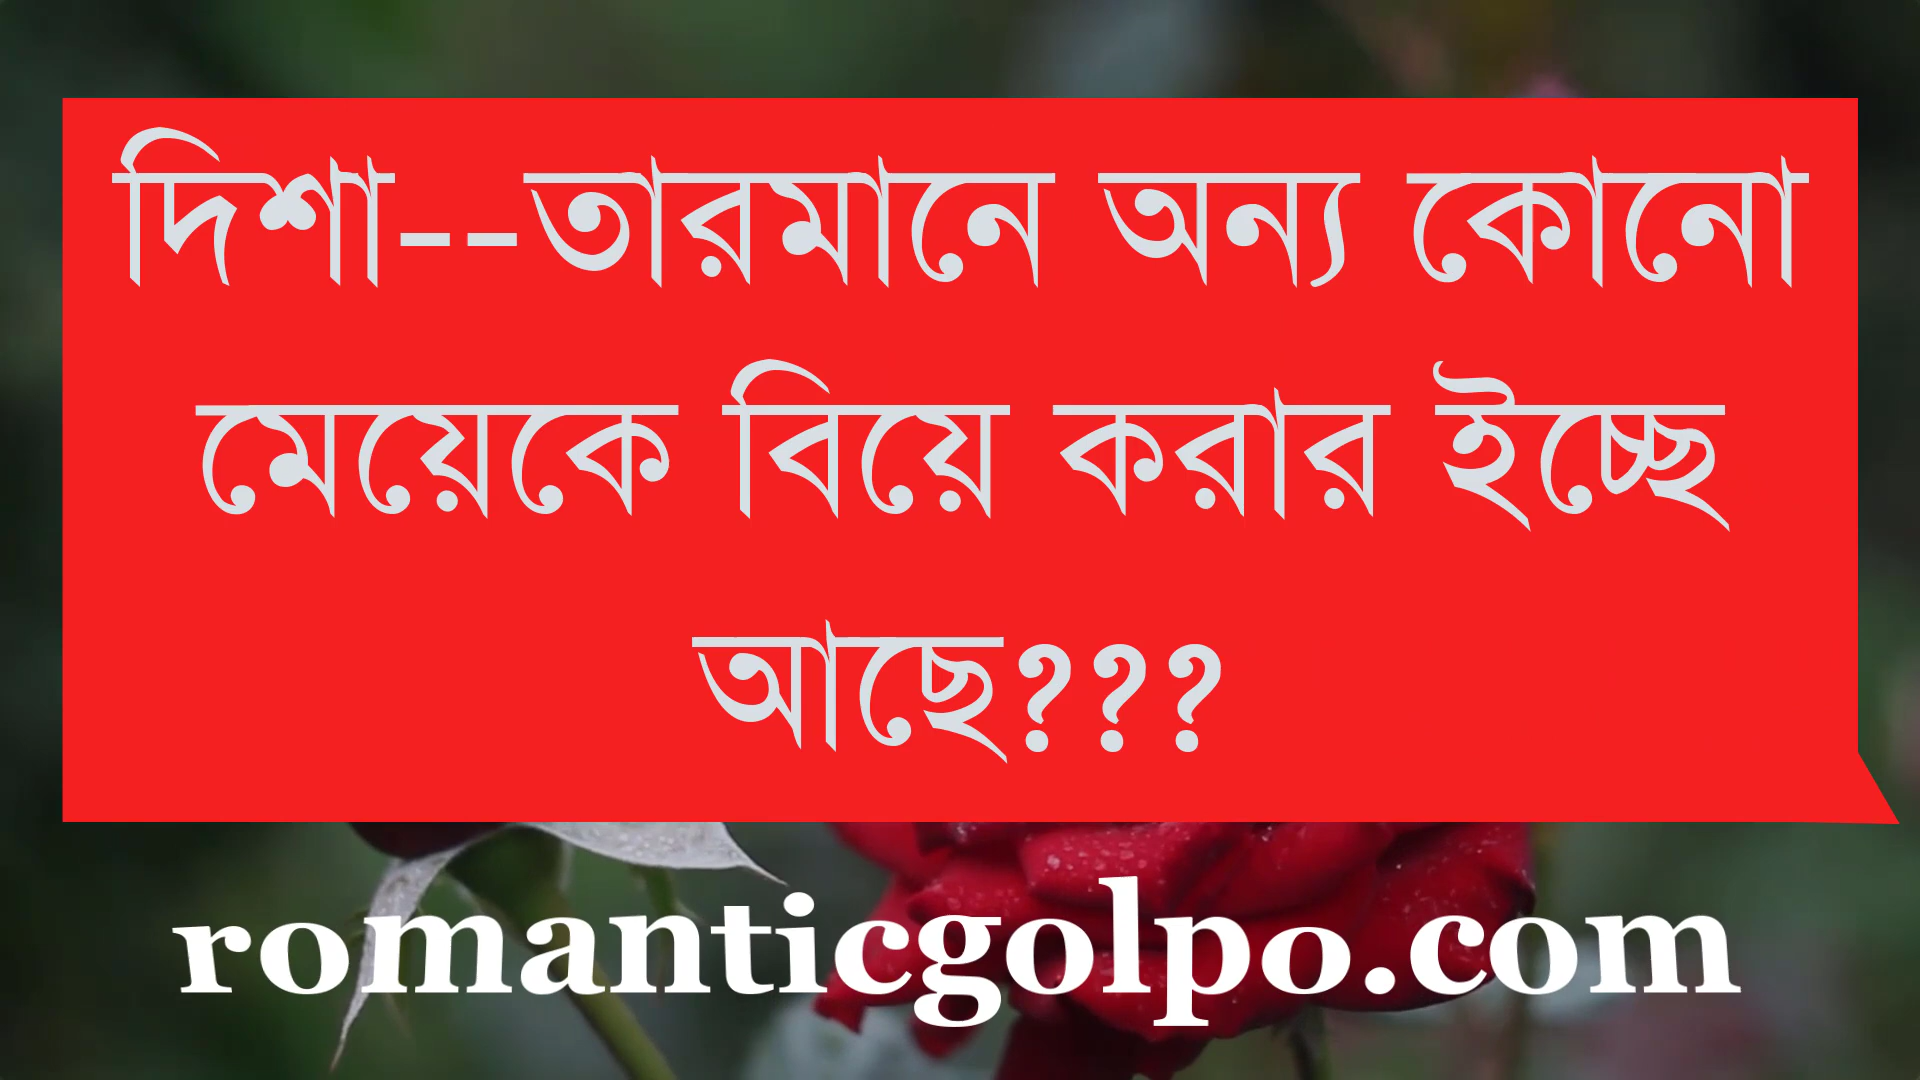 দিশা--তারমানে অন্য কোনো
মেয়েকে বিয়ে করার ইচ্ছে
আছে???
romanticgolpo.com